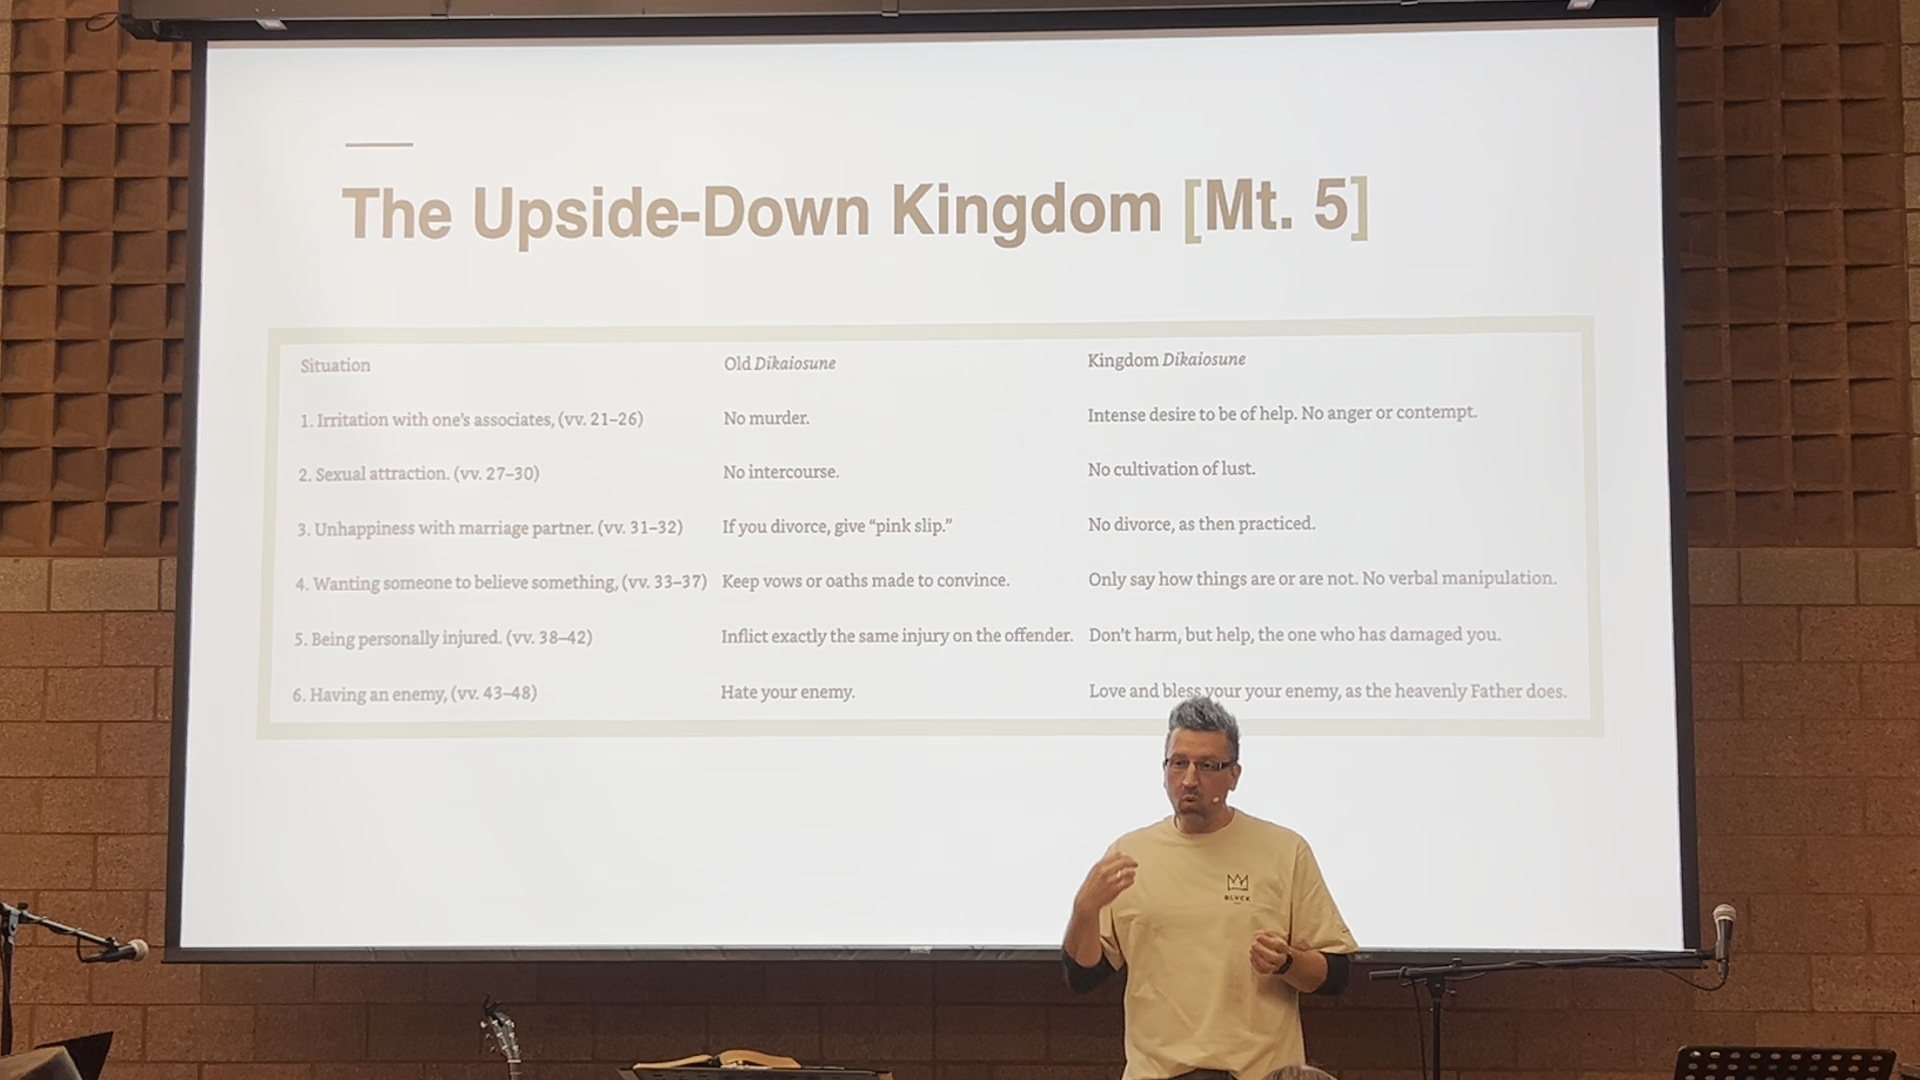 The Upside-Down Kingdom [Mt. 5]
Situation Old Dikaiosune Kingdom Dikaiosune
1. Irritation with one's associates, (vv. 21–26) No murder. Intense desire to be of help. No anger or contempt.
2. Sexual attraction. (vv. 27–30) No intercourse. No cultivation of lust.
3. Unhappiness with marriage partner. (vv. 31–32) If you divorce, give “pink slip.” No divorce, as then practiced.
4. Wanting someone to believe something, (vv. 33–37) Keep vows or oaths made to convince. Only say how things are or are not. No verbal manipulation.
5. Being personally injured. (vv. 38–42) Inflict exactly the same injury on the offender. Don't harm, but help, the one who has damaged you.
6. Having an enemy, (vv. 43–48) Hate your enemy. Love and bless your your enemy, as the heavenly Father does.
BLVCK